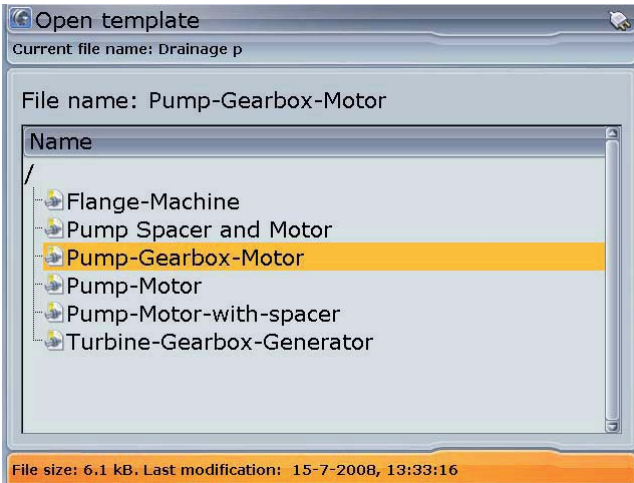 Open template
Current file name: Drainage p
File name: Pump-Gearbox-Motor
Name
/
Flange-Machine
Pump Spacer and Motor
Pump-Gearbox-Motor
Pump-Motor
Pump-Motor-with-spacer
Turbine-Gearbox-Generator
File size: 6.1 kB. Last modification: 15-7-2008, 13:33:16